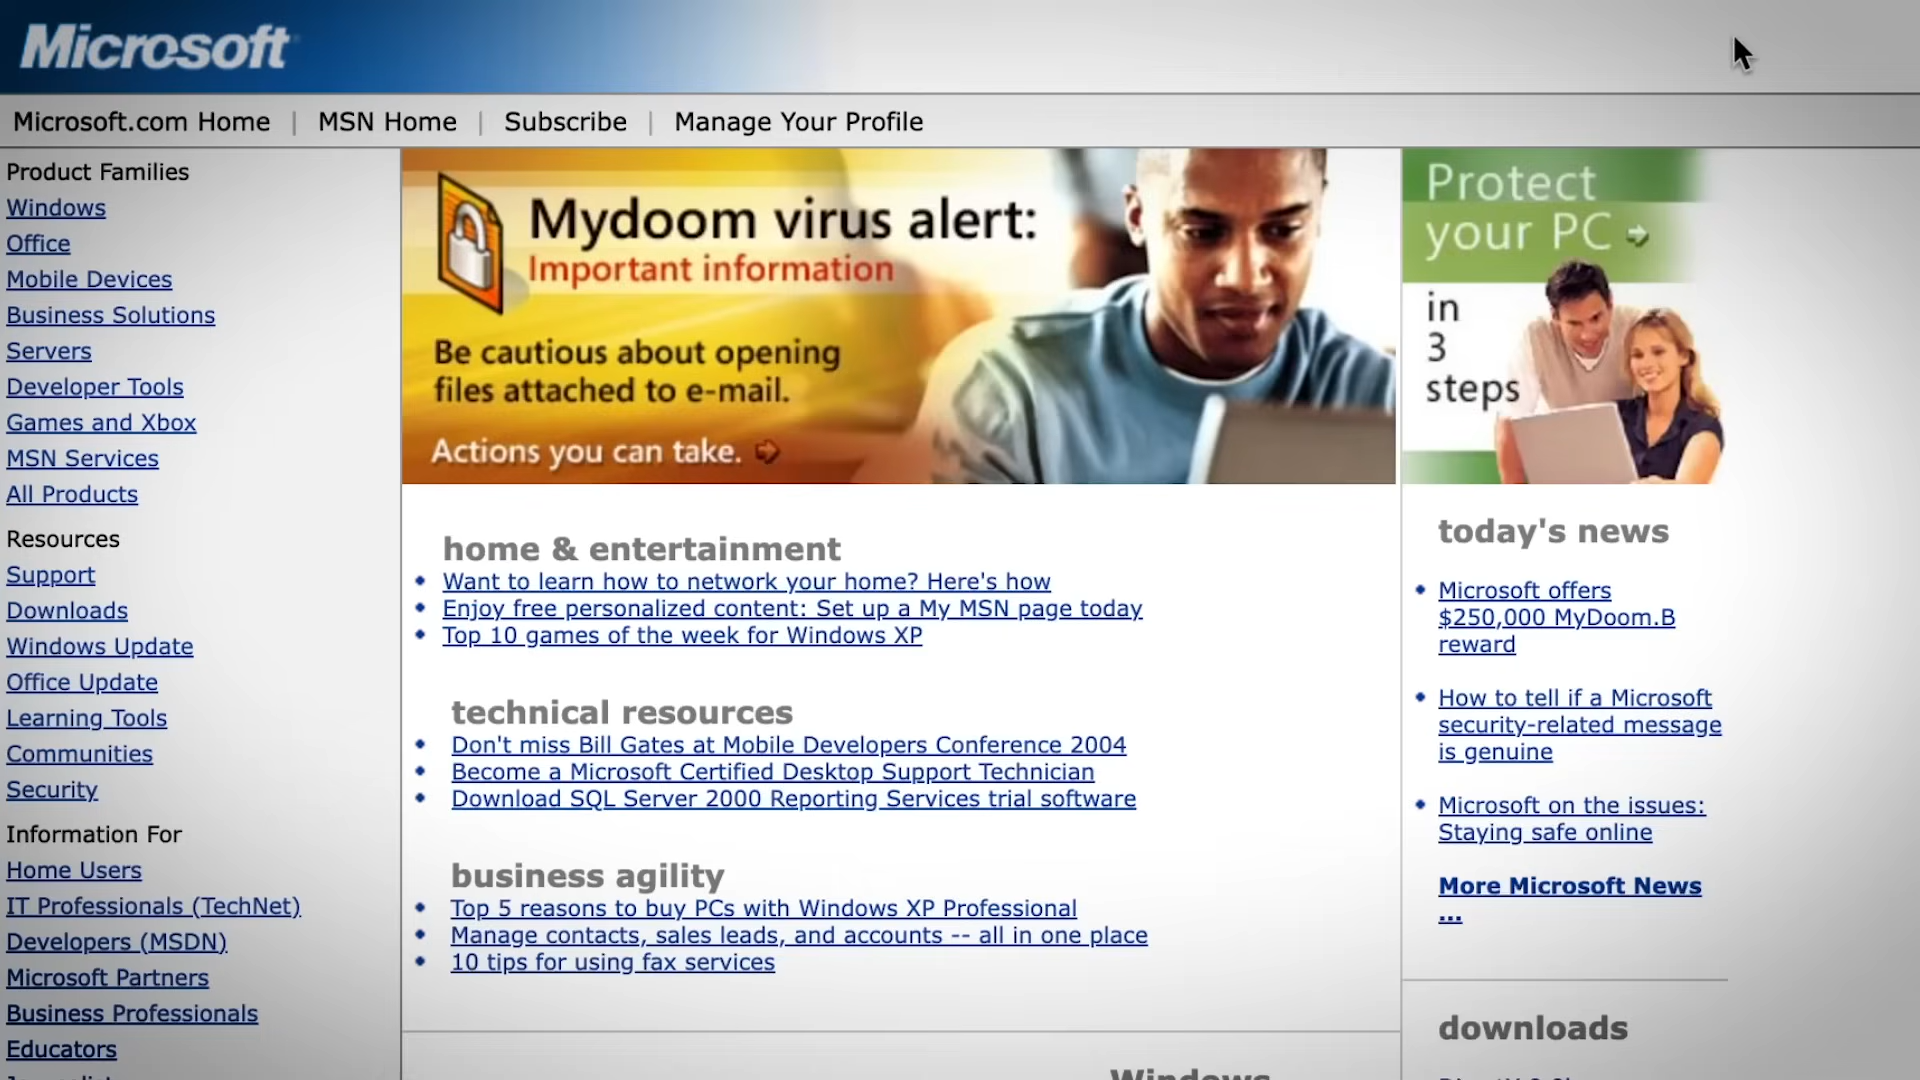 Microsoft
Microsoft.com Home | MSN Home | Subscribe | Manage Your Profile
Product Families
Windows
Office
Mobile Devices
Business Solutions
Servers
Developer Tools
Games and Xbox
MSN Services
All Products
Resources
Support
Downloads
Windows Update
Office Update
Learning Tools
Communities
Security
Information For
Home Users
IT Professionals (TechNet)
Developers (MSDN)
Microsoft Partners
Business Professionals
Educators
Mydoom virus alert:
Important information
Be cautious about opening
files attached to e-mail.
Actions you can take.
home & entertainment
Want to learn how to network your home? Here's how
Enjoy free personalized content: Set up a My MSN page today
Top 10 games of the week for Windows XP
technical resources
Don't miss Bill Gates at Mobile Developers Conference 2004
Become a Microsoft Certified Desktop Support Technician
Download SQL Server 2000 Reporting Services trial software
business agility
Top 5 reasons to buy PCs with Windows XP Professional
Manage contacts, sales leads, and accounts -- all in one place
10 tips for using fax services
Windows
Protect
your PC
in
3
steps
today's news
Microsoft offers
$250,000 MyDoom.B
reward
How to tell if a Microsoft
security-related message
is genuine
Microsoft on the issues:
Staying safe online
More Microsoft News
...
downloads